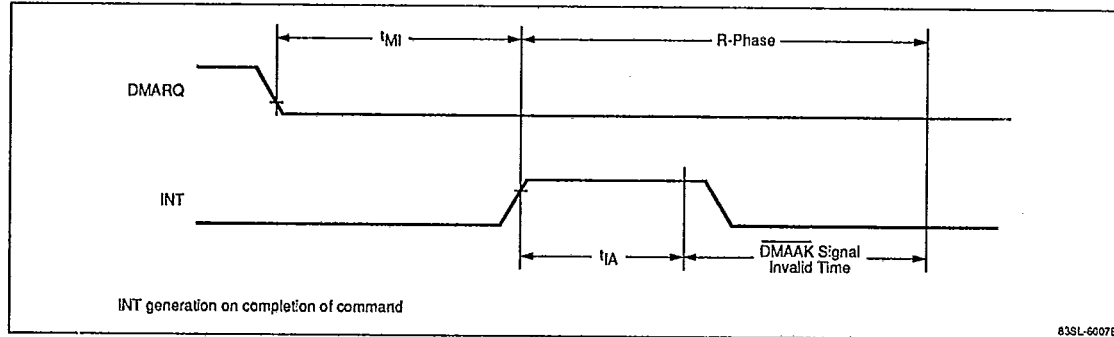 tMI
R-Phase
DMARQ
INT
tIA
DMAAK Signal
Invalid Time
INT generation on completion of command
83SL-6007B